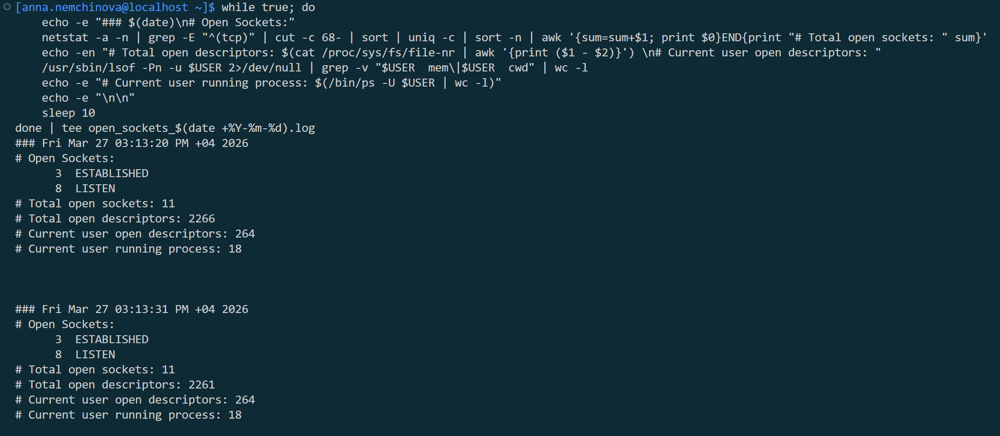 [anna.nemchinova@localhost ~]$ while true; do
    echo -e "### $(date)\n# Open Sockets:"
    netstat -a -n | grep -E "^(tcp)" | cut -c 68- | sort | uniq -c | sort -n | awk '{sum=sum+$1; print $0}END{print "# Total open sockets: " sum}'
    echo -en "# Total open descriptors: $(cat /proc/sys/fs/file-nr | awk '{print ($1 - $2)}') \n# Current user open descriptors: "
    /usr/sbin/lsof -Pn -u $USER 2>/dev/null | grep -v "$USER  mem\|$USER  cwd" | wc -l
    echo -e "# Current user running process: $(/bin/ps -U $USER | wc -l)"
    echo -e "\n\n"
    sleep 10
done | tee open_sockets_$(date +%Y-%m-%d).log
### Fri Mar 27 03:13:20 PM +04 2026
# Open Sockets:
      3  ESTABLISHED
      8  LISTEN
# Total open sockets: 11
# Total open descriptors: 2266
# Current user open descriptors: 264
# Current user running process: 18
### Fri Mar 27 03:13:31 PM +04 2026
# Open Sockets:
      3  ESTABLISHED
      8  LISTEN
# Total open sockets: 11
# Total open descriptors: 2261
# Current user open descriptors: 264
# Current user running process: 18